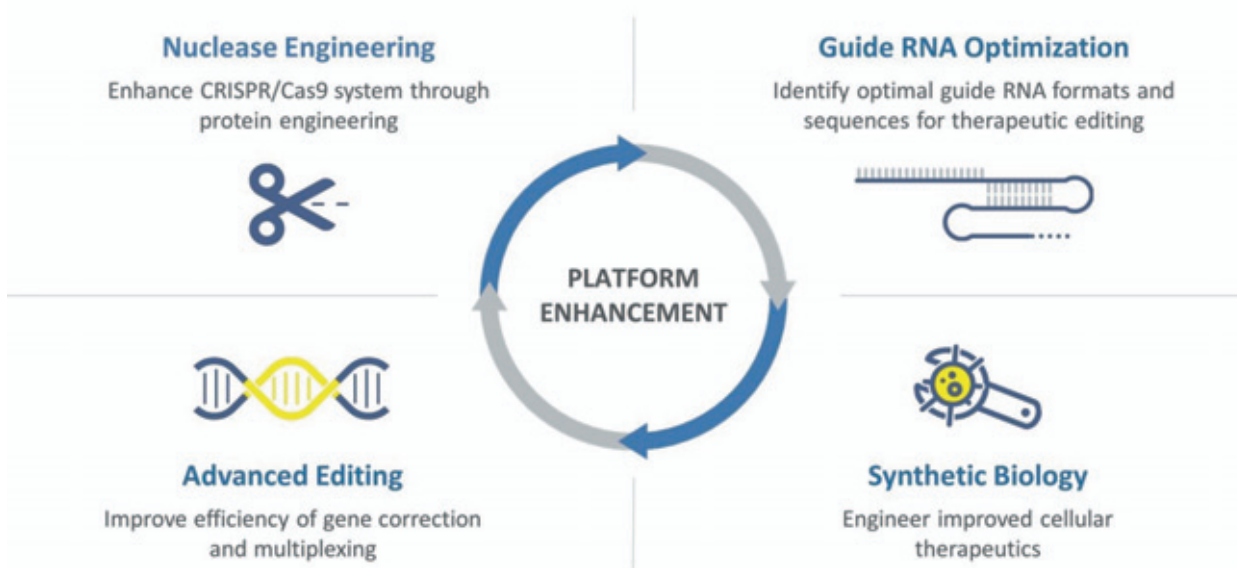 Nuclease Engineering
Enhance CRISPR/Cas9 system through
protein engineering
Guide RNA Optimization
Identify optimal guide RNA formats and
sequences for therapeutic editing
PLATFORM
ENHANCEMENT
Advanced Editing
Improve efficiency of gene correction
and multiplexing
Synthetic Biology
Engineer improved cellular
therapeutics